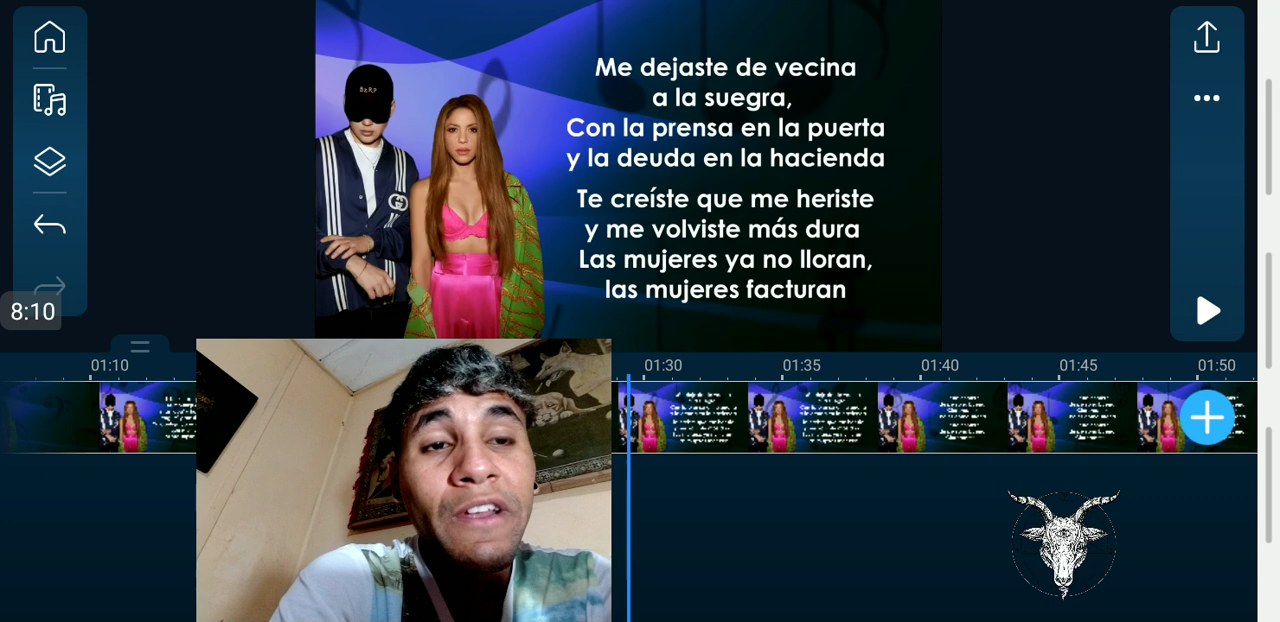 BZRP
Me dejaste de vecina
a la suegra,
Con la prensa en la puerta
y la deuda en la hacienda
Te creíste que me heriste
y me volviste más dura
Las mujeres ya no lloran,
las mujeres facturan
8:10
01:10
01:30
01:35
01:40
01:45
01:50